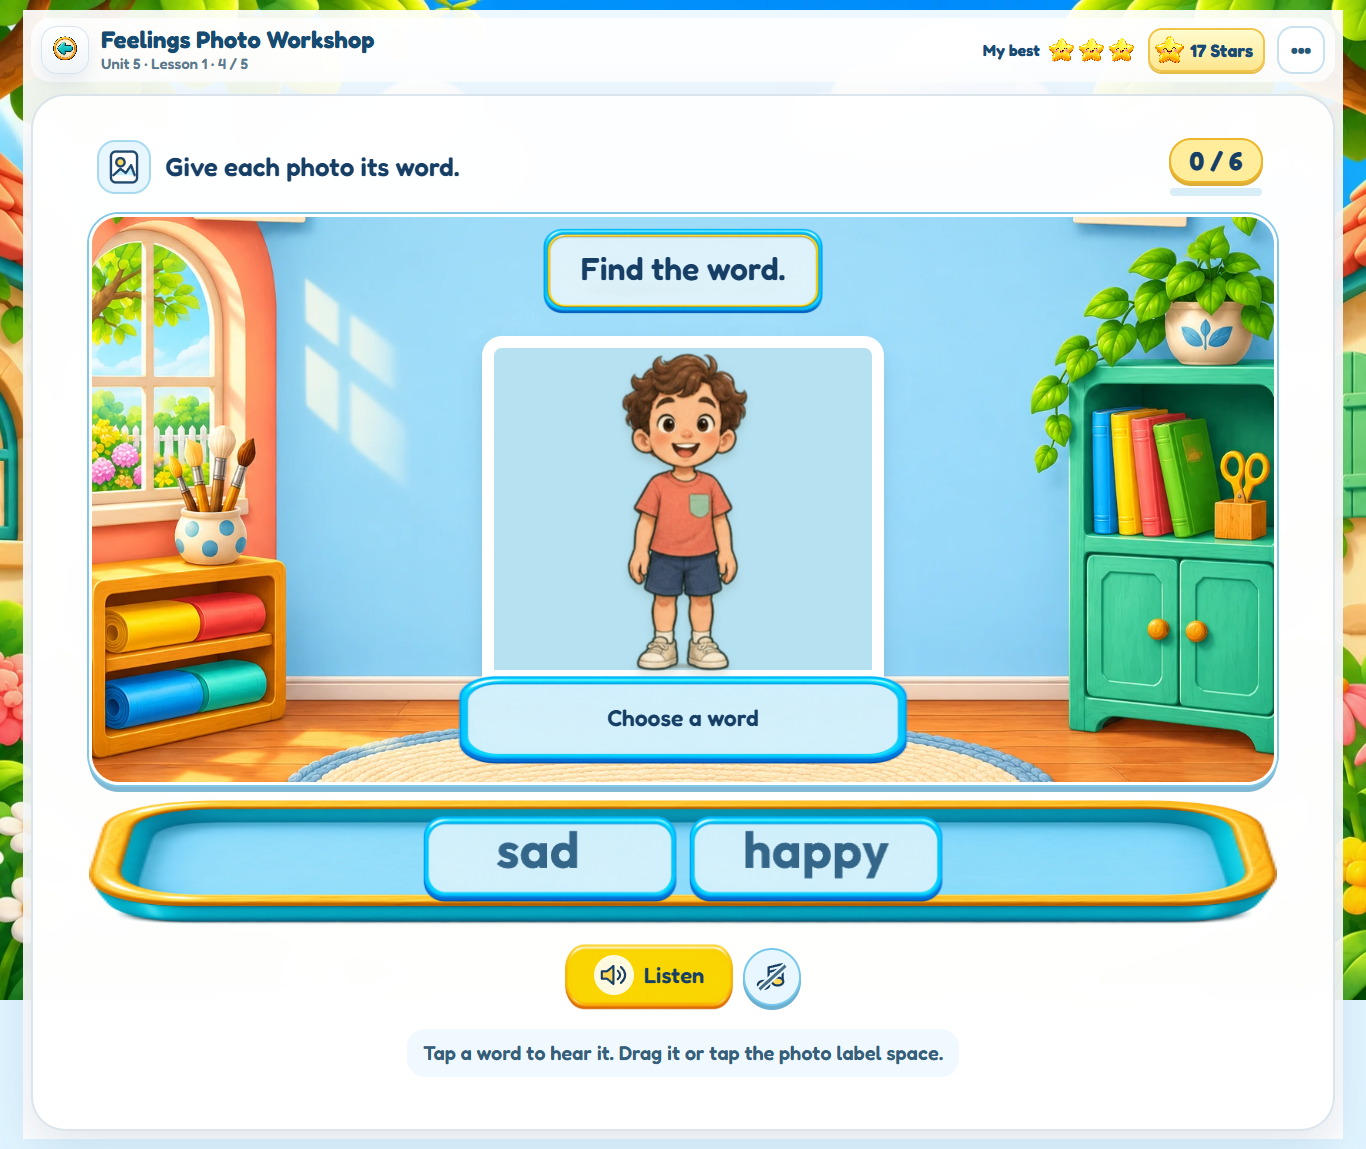 Feelings Photo Workshop
Unit 5 · Lesson 1 · 4 / 5
My best
17 Stars
Give each photo its word.
0 / 6
Find the word.
Choose a word
sad
happy
Listen
Tap a word to hear it. Drag it or tap the photo label space.